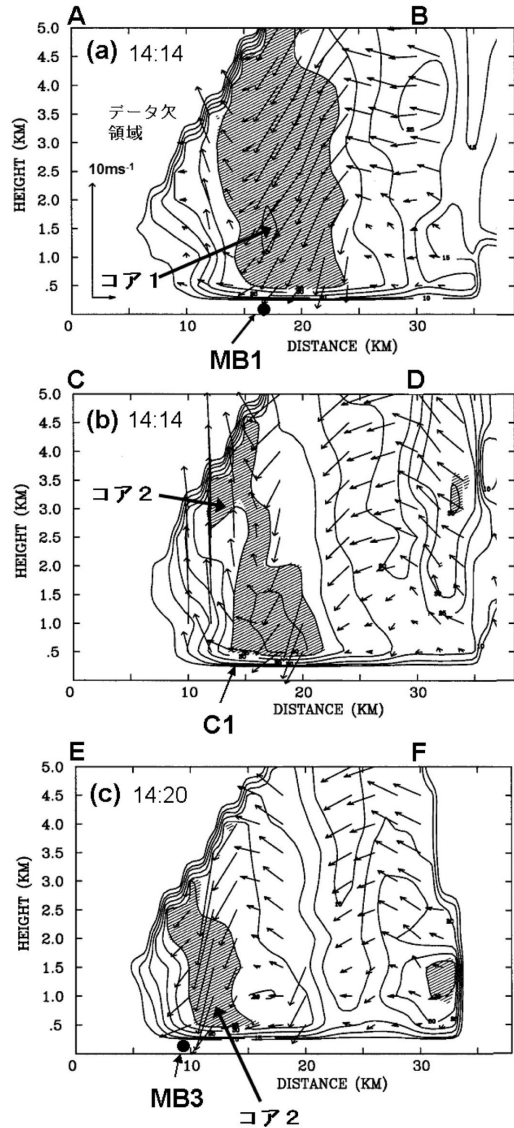 A B
(a) 14:14
データ欠
領域
10ms-1
コア 1
HEIGHT (KM)
5.0
4.5
4.0
3.5
3.0
2.5
2.0
1.5
1.0
.5
0 10 20 30
MB1
DISTANCE (KM)
C D
(b) 14:14
コア 2
HEIGHT (KM)
5.0
4.5
4.0
3.5
3.0
2.5
2.0
1.5
1.0
.5
0 10 20 30
DISTANCE (KM)
C1
E F
(c) 14:20
HEIGHT (KM)
5.0
4.5
4.0
3.5
3.0
2.5
2.0
1.5
1.0
.5
0 10 20 30
DISTANCE (KM)
MB3
コア 2